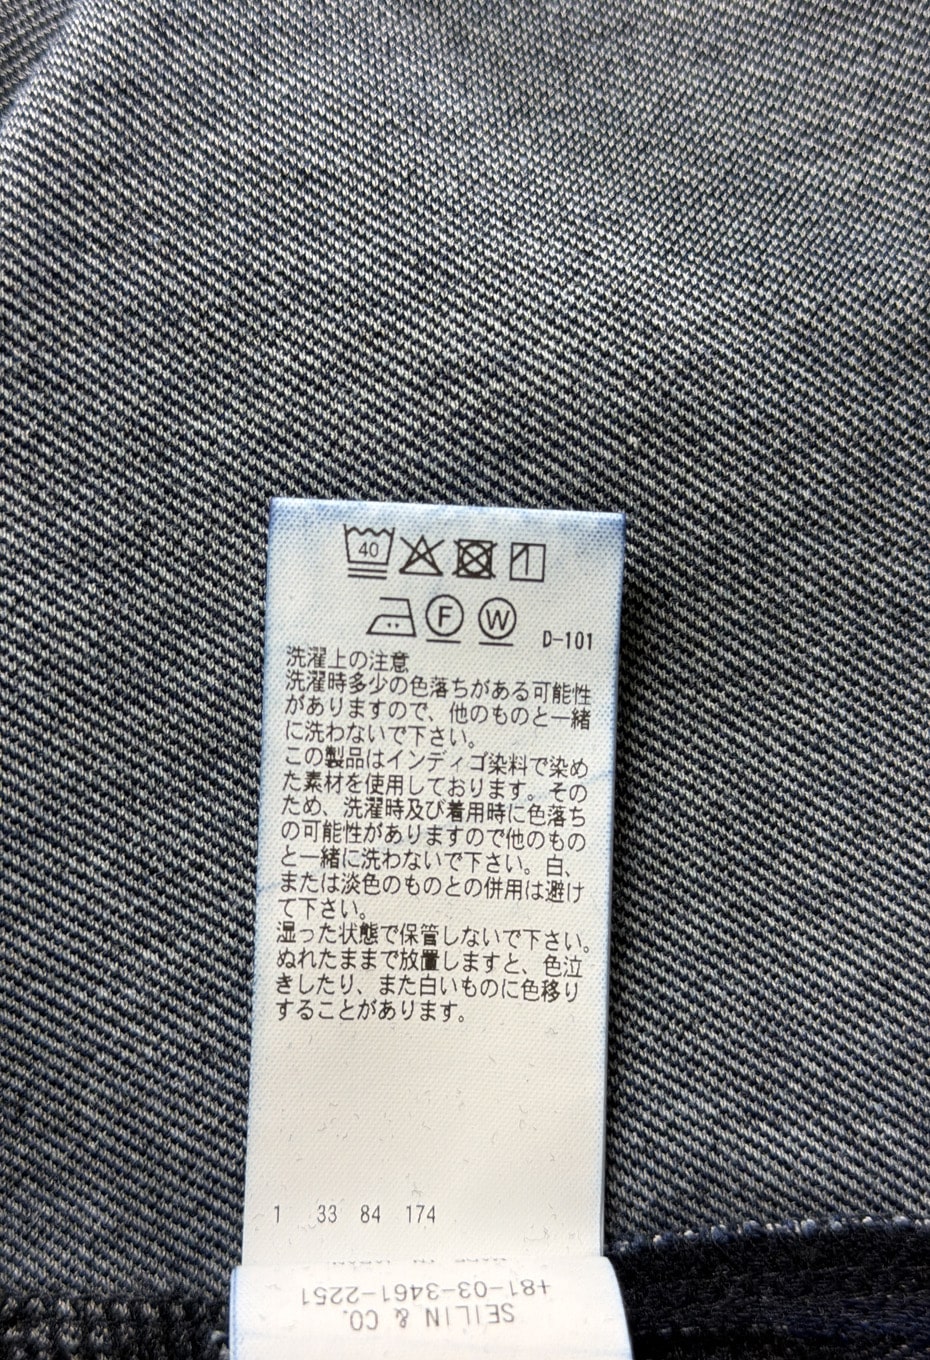 40
F W D-101
洗濯上の注意
洗濯時多少の色落ちがある可能性
がありますので、他のものと一緒
に洗わないで下さい。
この製品はインディゴ染料で染め
た素材を使用しております。その
ため、洗濯時及び着用時に色落ち
の可能性がありますので他のもの
と一緒に洗わないで下さい。白、
または淡色のものとの併用は避け
て下さい。
湿った状態で保管しないで下さい。
ぬれたままで放置しますと、色泣
きしたり、また白いものに色移り
することがあります。
1 33 84 174
SEILIN & CO.
+81-03-3461-2251